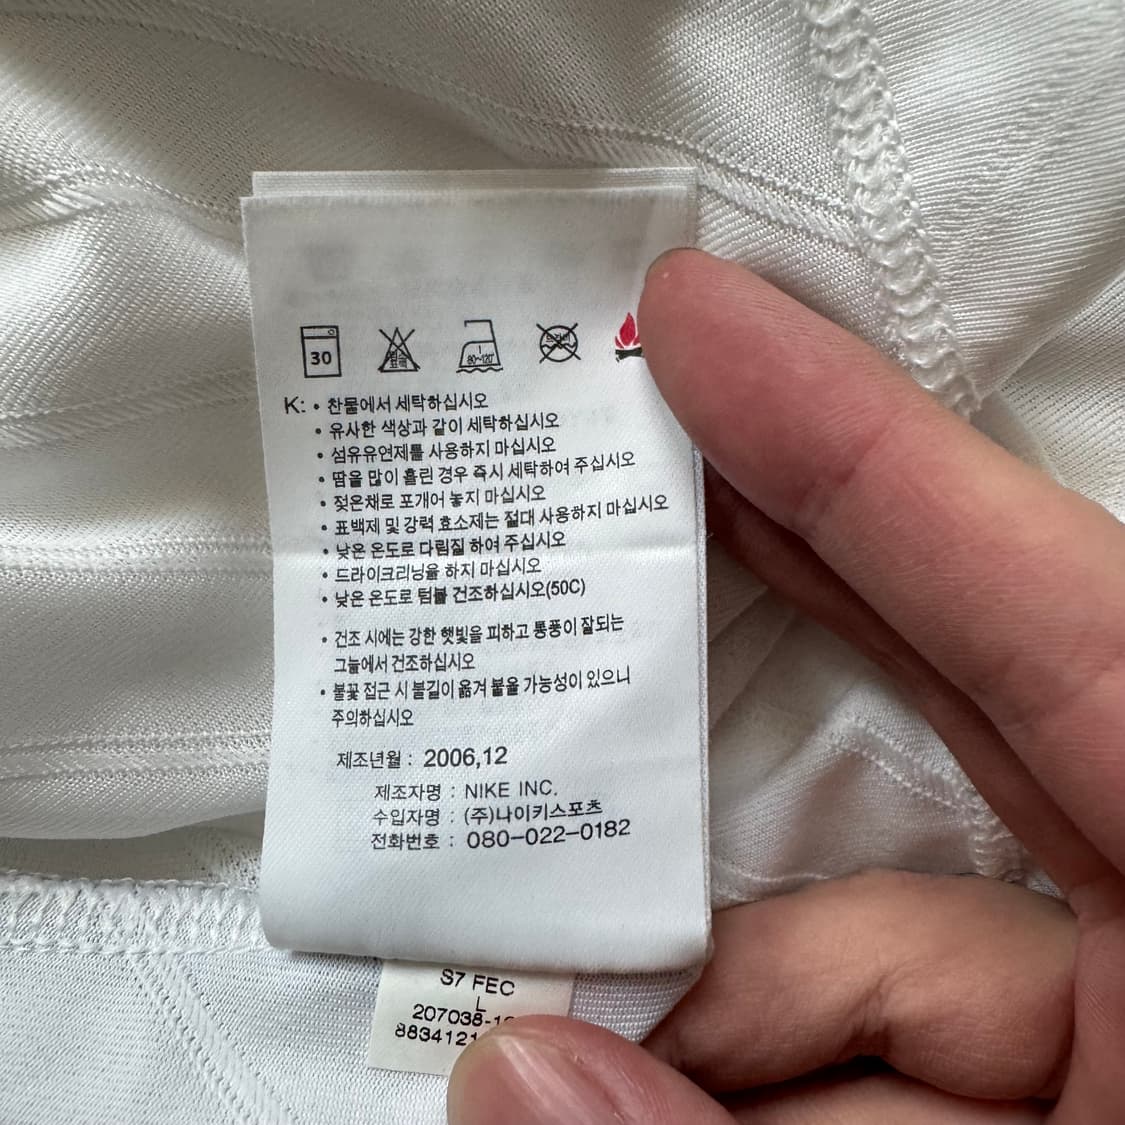 30
표백
80~120°
드라이
K: • 찬물에서 세탁하십시오
• 유사한 색상과 같이 세탁하십시오
• 섬유유연제를 사용하지 마십시오
• 땀을 많이 흘린 경우 즉시 세탁하여 주십시오
• 젖은채로 포개어 놓지 마십시오
• 표백제 및 강력 효소제는 절대 사용하지 마십시오
• 낮은 온도로 다림질 하여 주십시오
• 드라이크리닝을 하지 마십시오
• 낮은 온도로 텀블 건조하십시오(50C)
• 건조 시에는 강한 햇빛을 피하고 통풍이 잘되는
그늘에서 건조하십시오
• 불꽃 접근 시 불길이 옮겨 붙을 가능성이 있으니
주의하십시오
제조년월 : 2006,12
제조자명 : NIKE INC.
수입자명 : (주)나이키스포츠
전화번호 : 080-022-0182
S7 FEC
L